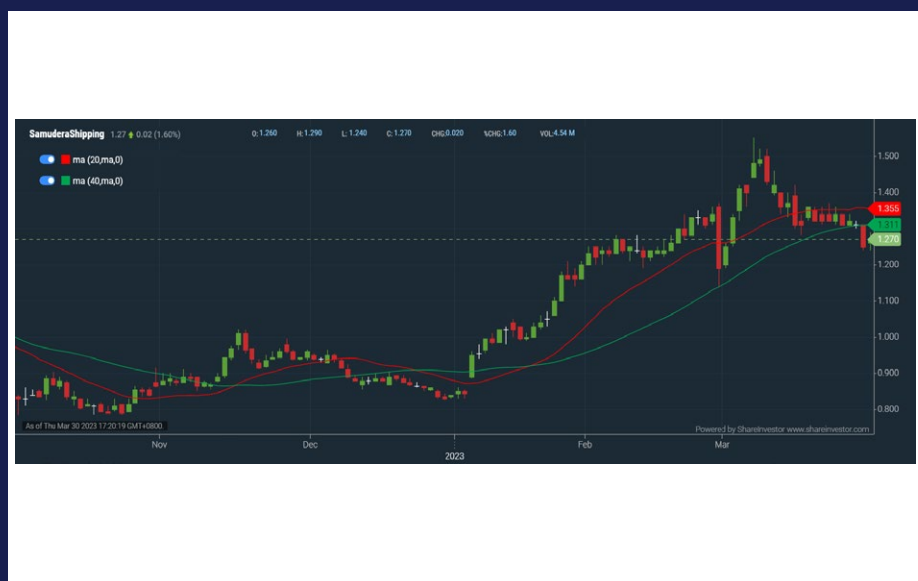 SamuderaShipping 1.27 0.02 (1.60%) O: 1.260 H: 1.290 L: 1.240 C: 1.270 CHG:0.020 %CHG:1.60 VOL:4.54 M
ma (20,ma,0)
ma (40,ma,0)
1.500
1.400
1.355
1.311
1.270
1.200
1.100
1.000
0.900
0.800
As of Thu Mar 30 2023 17:20:19 GMT+0800
Powered by ShareInvestor www.shareinvestor.com
Nov Dec Feb Mar
2023